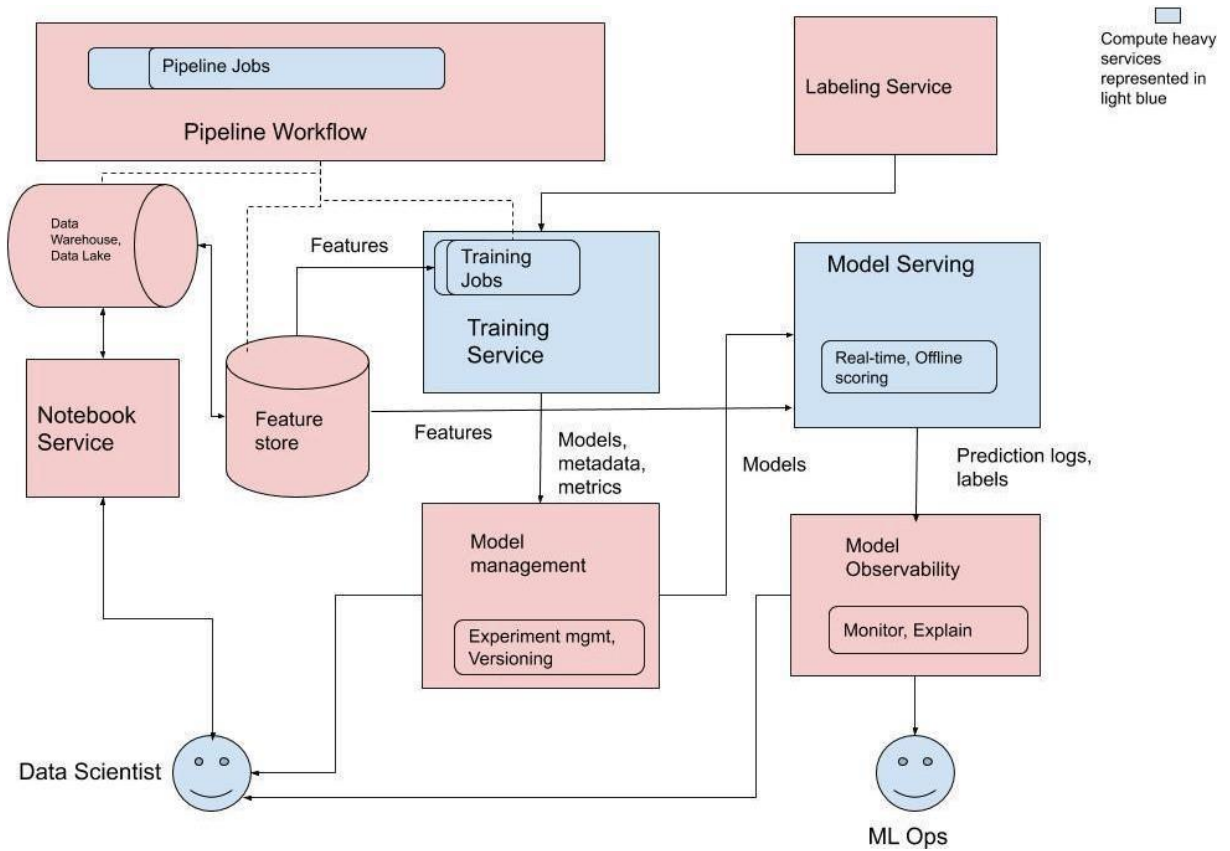 Pipeline Jobs
Pipeline Workflow
Labeling Service
Compute heavy
services
represented in
light blue
Data
Warehouse,
Data Lake
Features
Training
Jobs
Training
Service
Model Serving
Real-time, Offline
scoring
Notebook
Service
Feature
store
Features
Models,
metadata,
metrics
Models
Prediction logs,
labels
Model
management
Experiment mgmt,
Versioning
Model
Observability
Monitor, Explain
Data Scientist
ML Ops